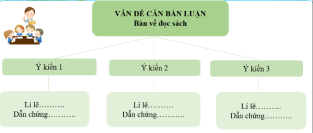 VẤN ĐỀ CẦN BÀN LUẬN
Bàn về đọc sách
Ý kiến 1
Ý kiến 2
Ý kiến 3
Lí lẽ……….
Dẫn chứng………..
Lí lẽ……….
Dẫn chứng………..
Lí lẽ……….
Dẫn chứng………..